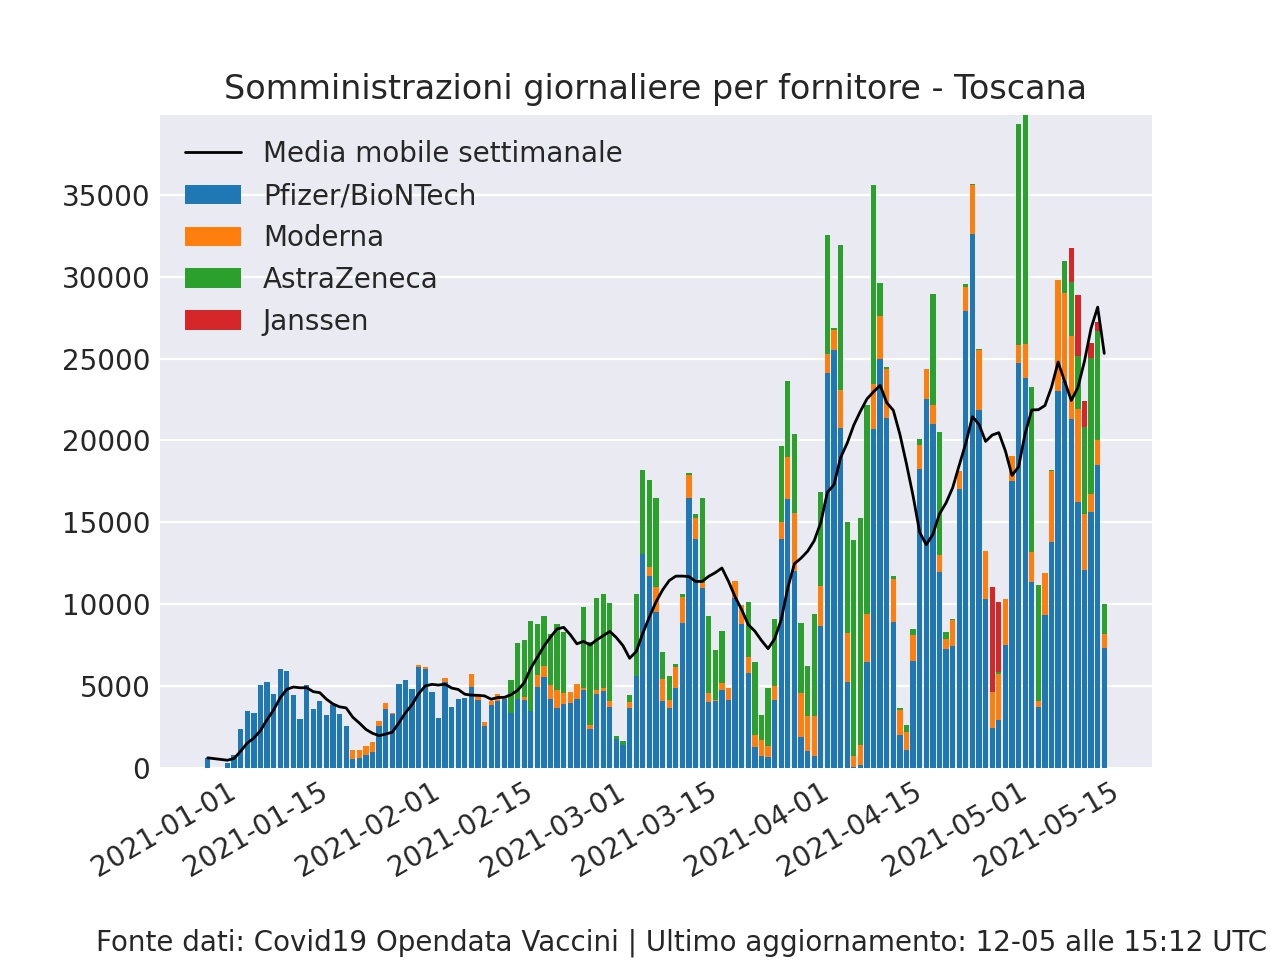 Somministrazioni giornaliere per fornitore - Toscana
Media mobile settimanale
Pfizer/BioNTech
Moderna
AstraZeneca
Janssen
35000
30000
25000
20000
15000
10000
5000
0
2021-01-01
2021-01-15
2021-02-01
2021-02-15
2021-03-01
2021-03-15
2021-04-01
2021-04-15
2021-05-01
2021-05-15
Fonte dati: Covid19 Opendata Vaccini | Ultimo aggiornamento: 12-05 alle 15:12 UTC